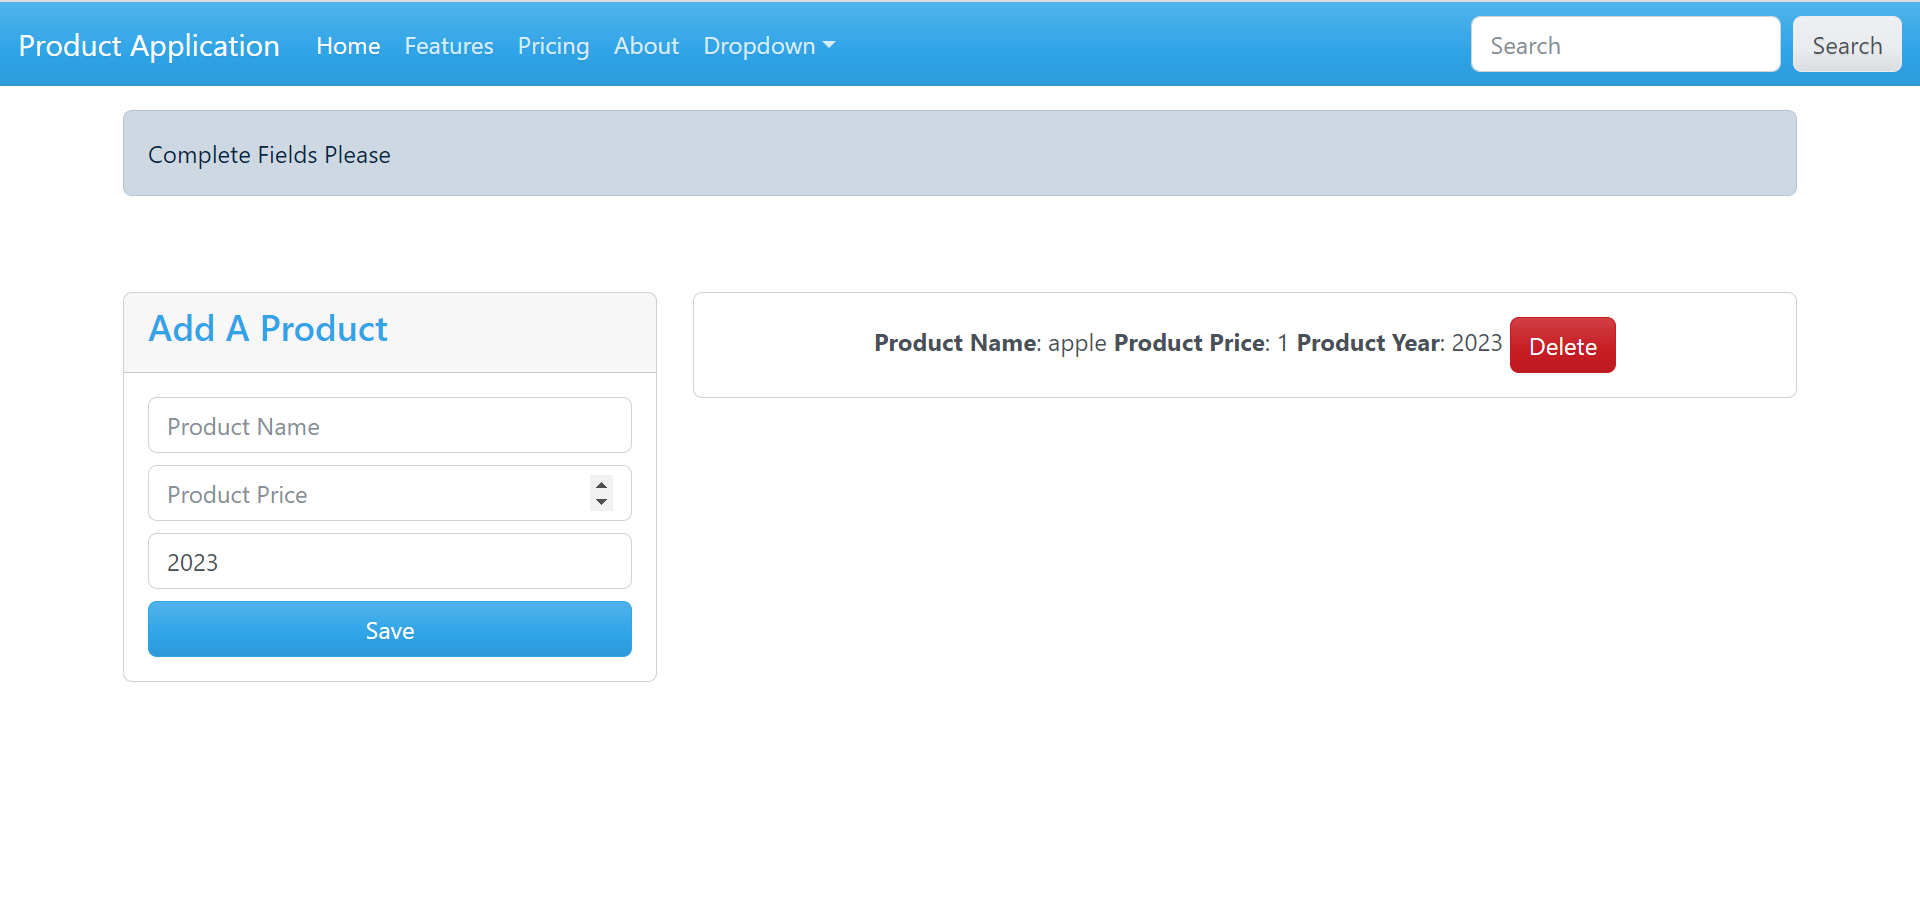 Product Application Home Features Pricing About Dropdown Search Search
Complete Fields Please
Add A Product
Product Name
Product Price
2023
Save
Product Name: apple Product Price: 1 Product Year: 2023 Delete